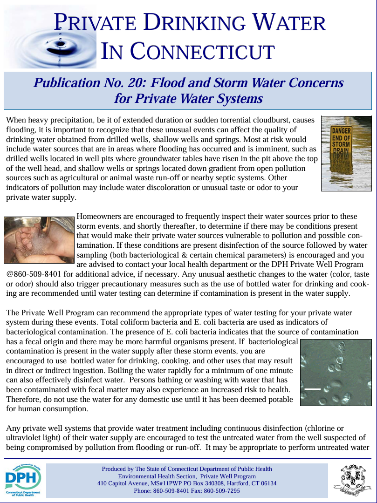 PRIVATE DRINKING WATER
IN CONNECTICUT
Publication No. 20: Flood and Storm Water Concerns
for Private Water Systems
When heavy precipitation, be it of extended duration or sudden torrential cloudburst, causes
flooding, it is important to recognize that these unusual events can affect the quality of
drinking water obtained from drilled wells, shallow wells and springs. Most at risk would
include water sources that are in areas where flooding has occurred and is imminent, such as
drilled wells located in well pits where groundwater tables have risen in the pit above the top
of the well head, and shallow wells or springs located down gradient from open pollution
sources such as agricultural or animal waste run-off or nearby septic systems. Other
indicators of pollution may include water discoloration or unusual taste or odor to your
private water supply.
DANGER
END OF
STORM
DRAIN
Homeowners are encouraged to frequently inspect their water sources prior to these
storm events, and shortly thereafter, to determine if there may be conditions present
that would make their private water sources vulnerable to pollution and possible con-
tamination. If these conditions are present disinfection of the source followed by water
sampling (both bacteriological & certain chemical parameters) is encouraged and you
are advised to contact your local health department or the DPH Private Well Program
@860-509-8401 for additional advice, if necessary. Any unusual aesthetic changes to the water (color, taste
or odor) should also trigger precautionary measures such as the use of bottled water for drinking and cook-
ing are recommended until water testing can determine if contamination is present in the water supply.
The Private Well Program can recommend the appropriate types of water testing for your private water
system during these events. Total coliform bacteria and E. coli bacteria are used as indicators of
bacteriological contamination. The presence of E. coli bacteria indicates that the source of contamination
has a fecal origin and there may be more harmful organisms present. If bacteriological
contamination is present in the water supply after these storm events, you are
encouraged to use bottled water for drinking, cooking, and other uses that may result
in direct or indirect ingestion. Boiling the water rapidly for a minimum of one minute
can also effectively disinfect water. Persons bathing or washing with water that has
been contaminated with fecal matter may also experience an increased risk to health.
Therefore, do not use the water for any domestic use until it has been deemed potable
for human consumption.
Any private well systems that provide water treatment including continuous disinfection (chlorine or
ultraviolet light) of their water supply are encouraged to test the untreated water from the well suspected of
being compromised by pollution from flooding or run-off. It may be appropriate to perform untreated water
DPH
Produced by The State of Connecticut Department of Public Health
Environmental Health Section, Private Well Program
410 Capitol Avenue, MS#11PWP PO Box 340308, Hartford, CT 06134
Phone: 860-509-8401 Fax: 860-509-7295